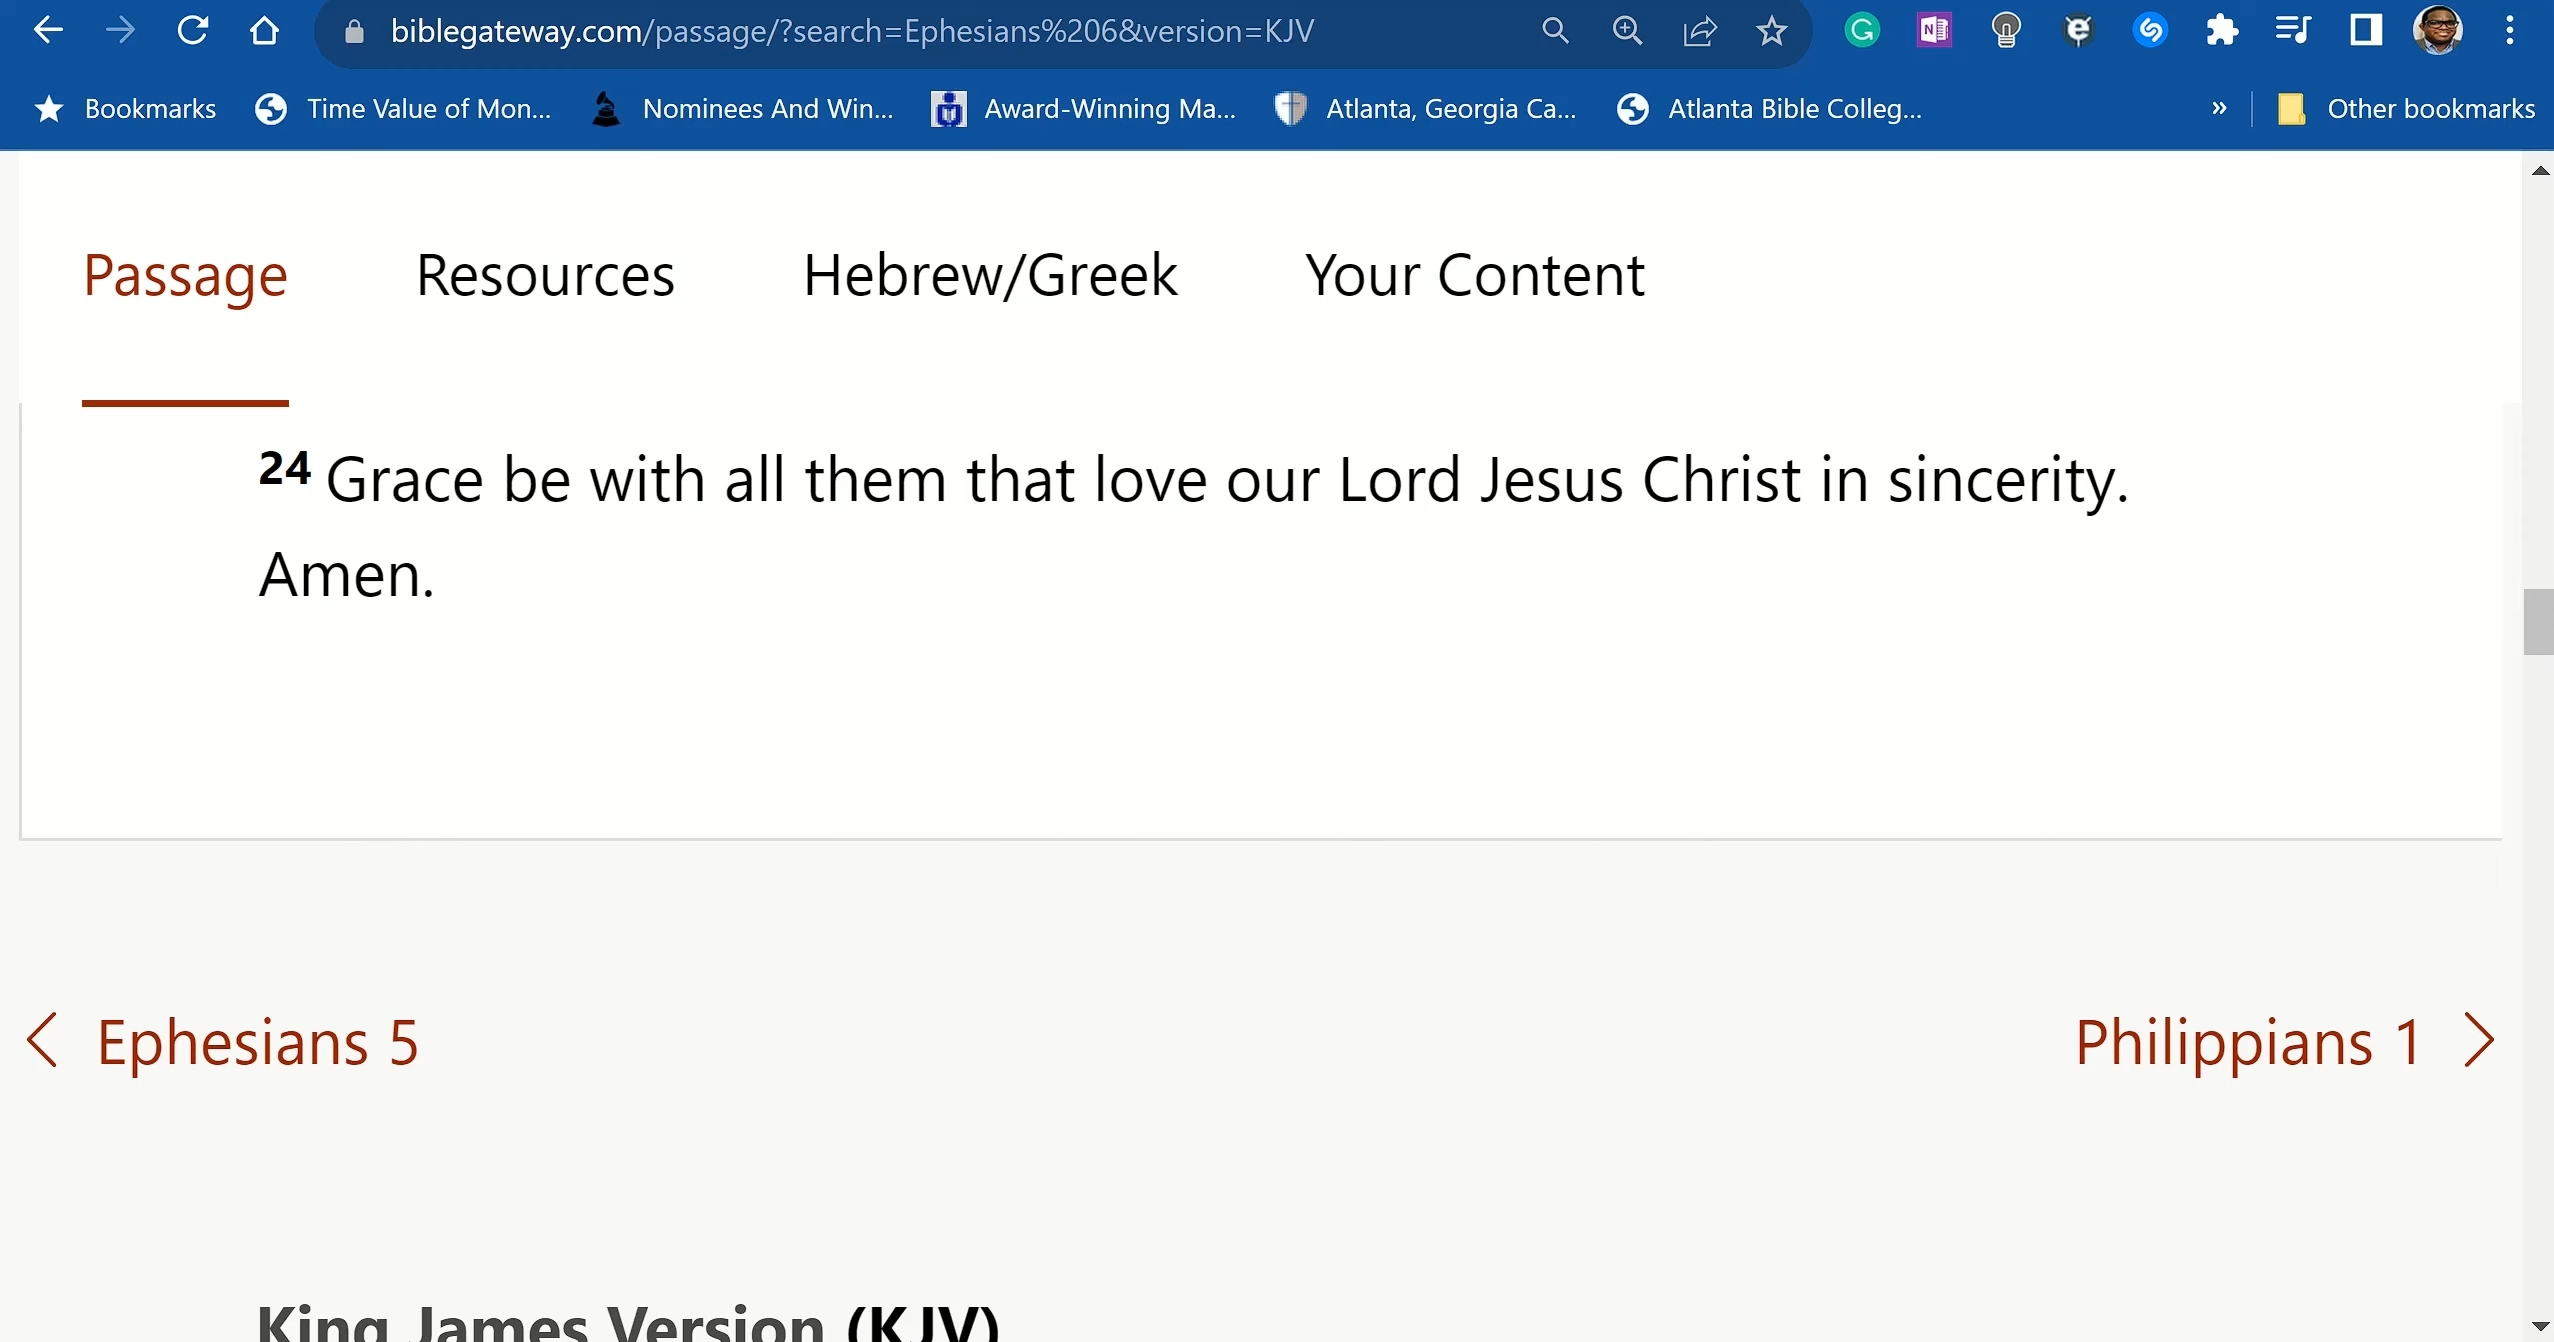 biblegateway.com/passage/?search=Ephesians%206&version=KJV
Bookmarks Time Value of Mon... Nominees And Win... Award-Winning Ma... Atlanta, Georgia Ca... Atlanta Bible Colleg... » Other bookmarks
Passage Resources Hebrew/Greek Your Content
24 Grace be with all them that love our Lord Jesus Christ in sincerity.
Amen.
Ephesians 5 Philippians 1
King James Version (KJV)